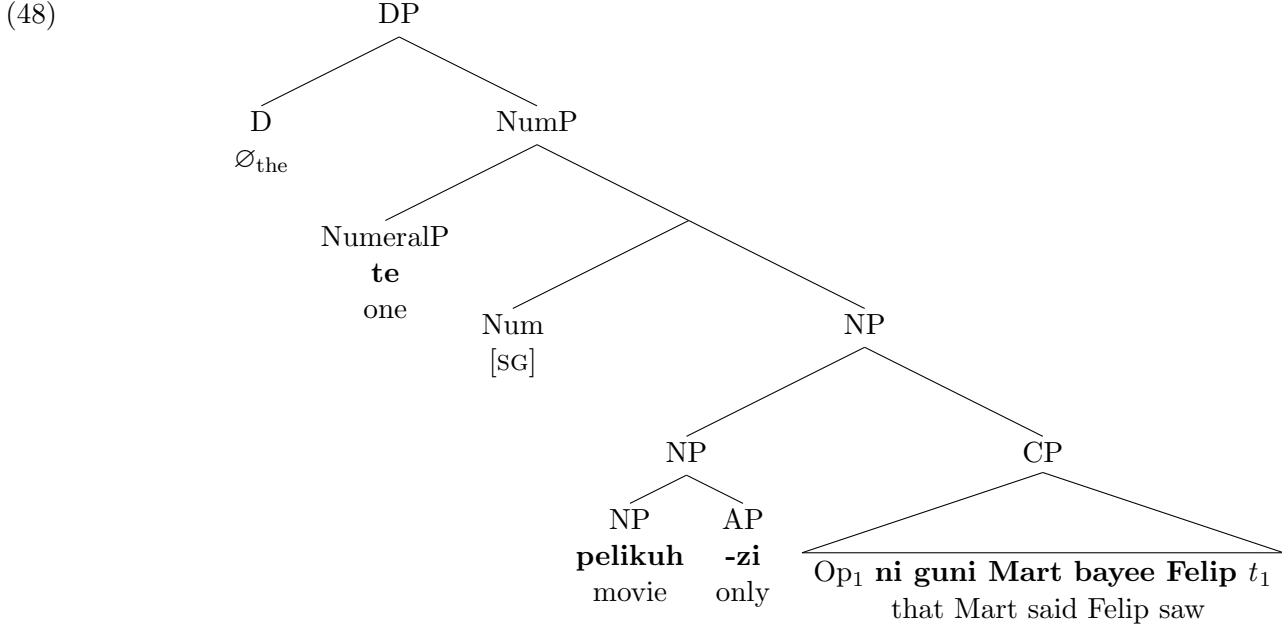 (48)
DP
D NumP
∅the
NumeralP
te
one
Num NP
[SG]
NP CP
NP AP
pelikuh -zi Op1 ni guni Mart bayee Felip t1
movie only that Mart said Felip saw